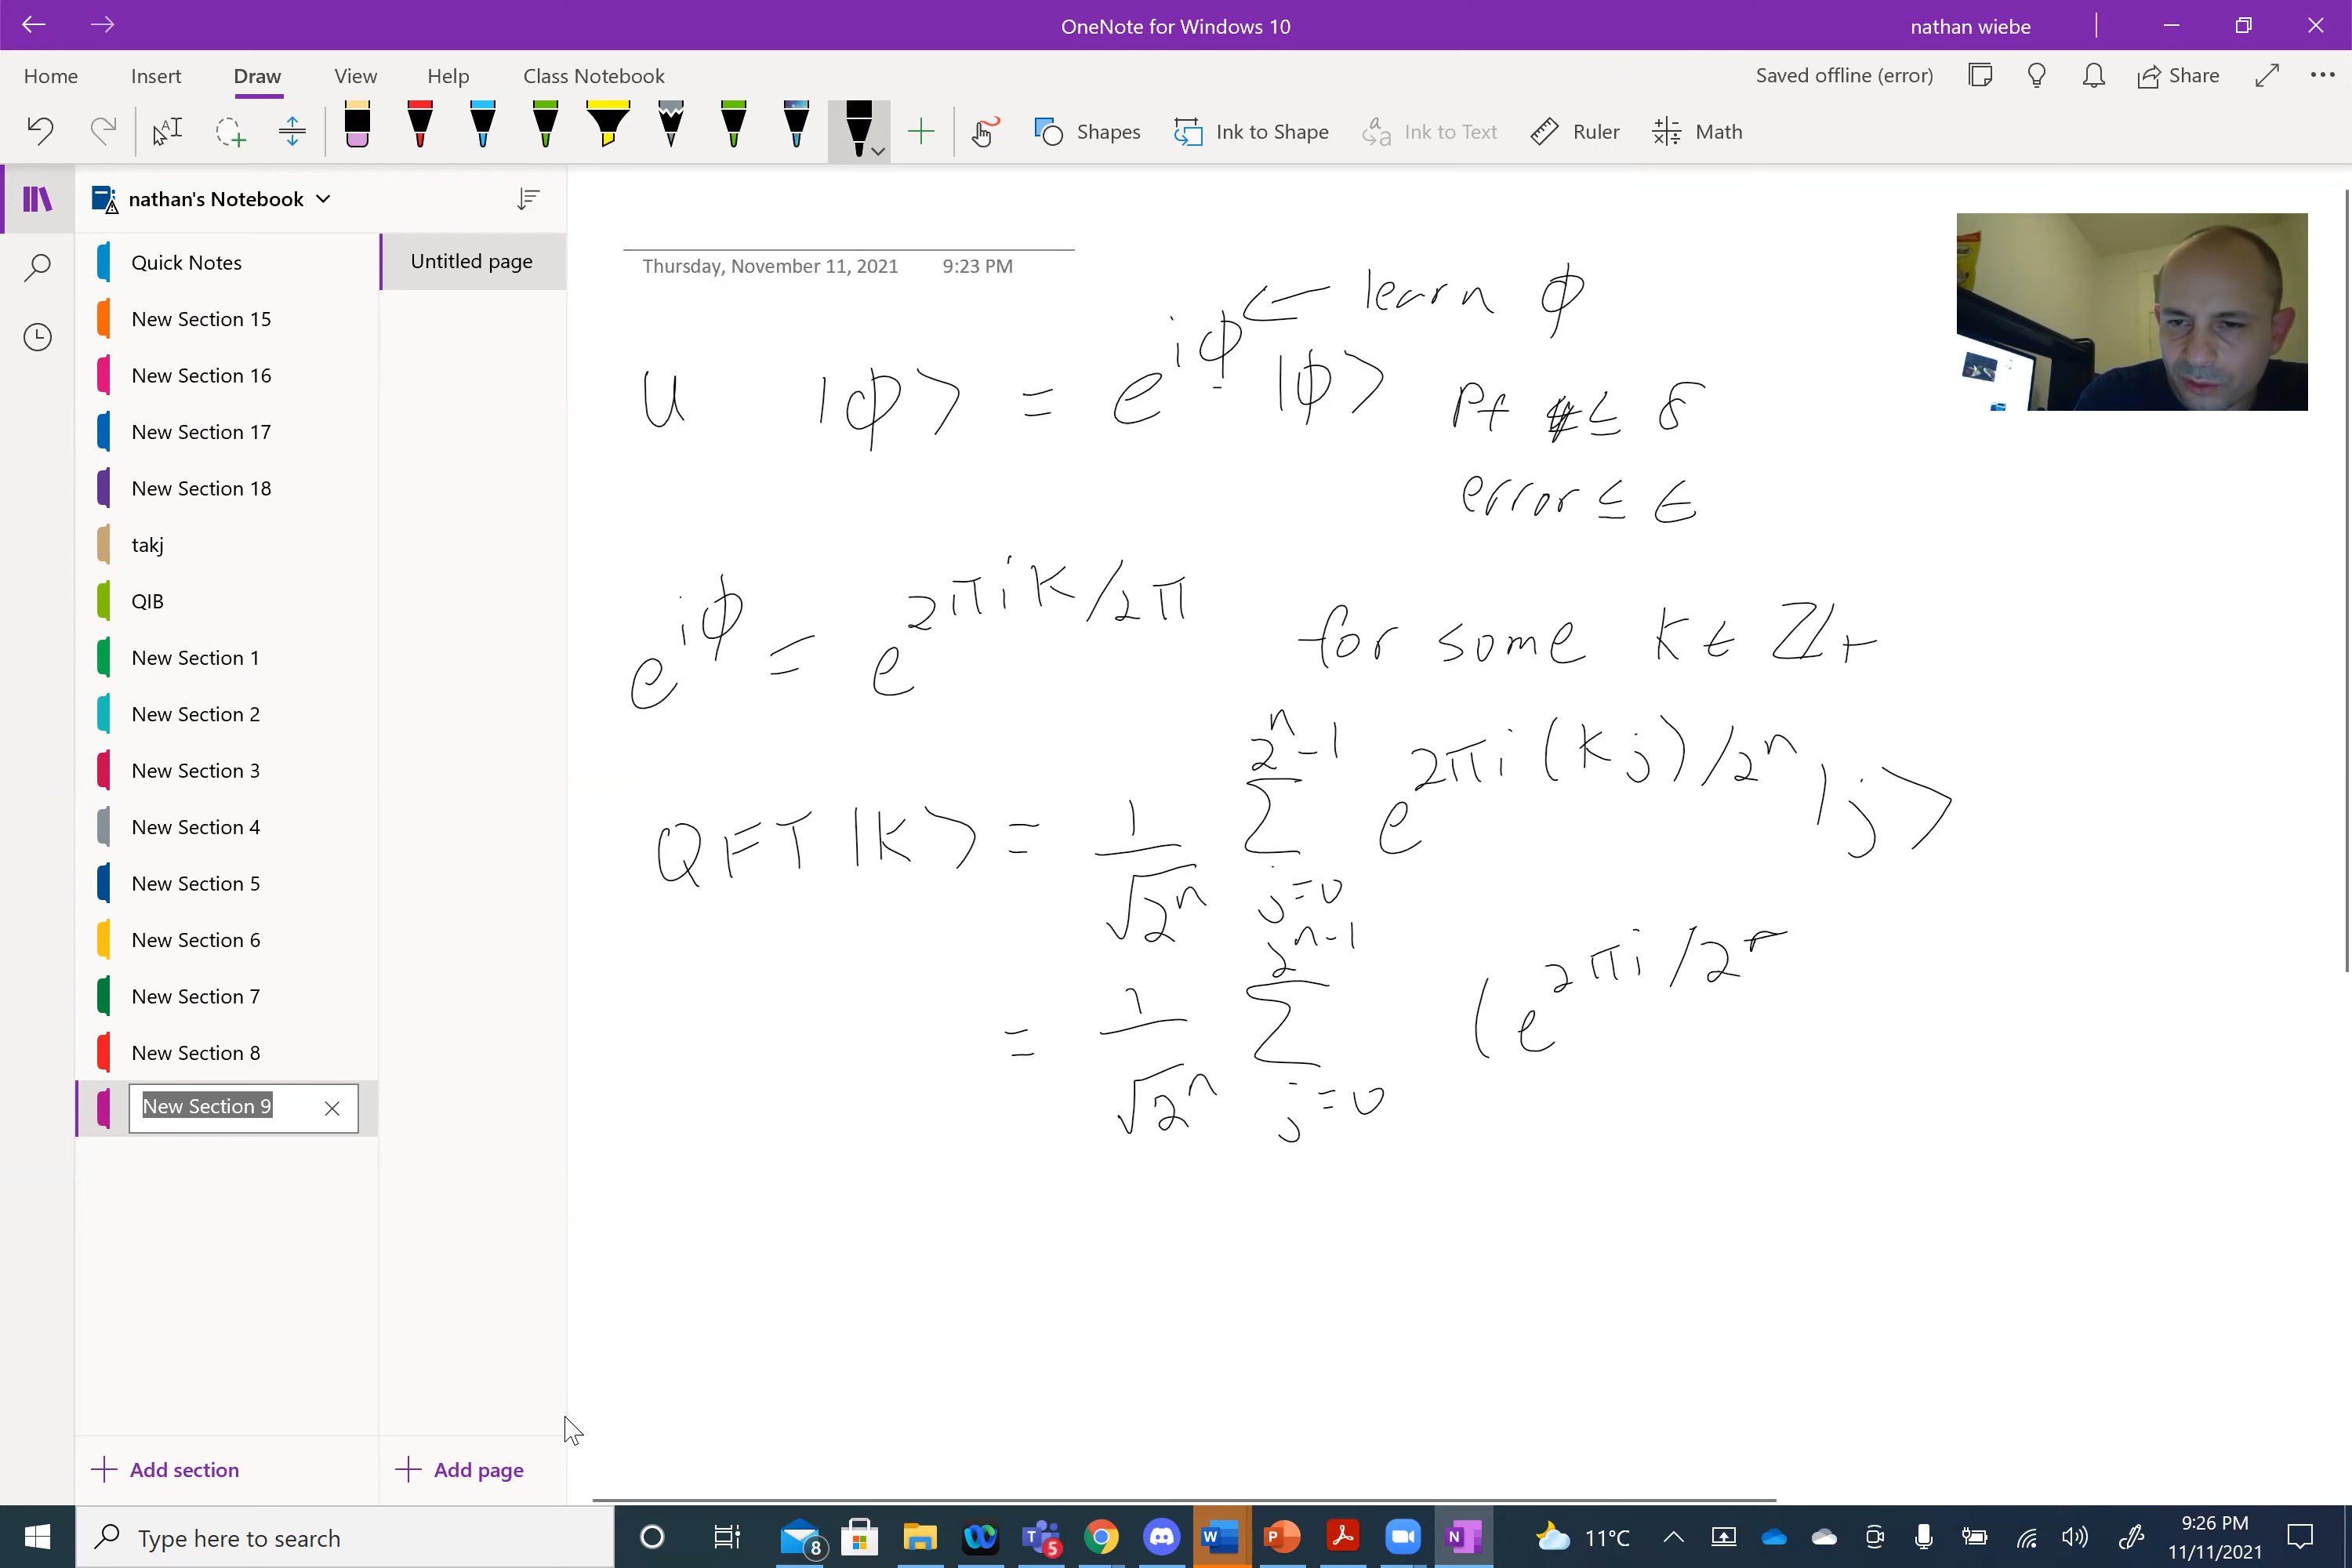 OneNote for Windows 10
nathan wiebe
Home Insert Draw View Help Class Notebook
Saved offline (error) Share
Shapes Ink to Shape Ink to Text Ruler Math
nathan's Notebook
Quick Notes
New Section 15
New Section 16
New Section 17
New Section 18
takj
QIB
New Section 1
New Section 2
New Section 3
New Section 4
New Section 5
New Section 6
New Section 7
New Section 8
New Section 9
Add section
Untitled page
Add page
Thursday, November 11, 2021 9:23 PM
← learn ϕ
U |ϕ> = e^{iϕ} |ϕ> Pf ≤ δ
error ≤ ∈
e^{iϕ} = e^{2πik/2π} for some k ∈ ℤ+
QFT|k> = 1/√2^n ∑_{j=0}^{2^n-1} e^{2πi(kj)/2^n} |j>
= 1/√2^n ∑_{j=0}^{2^n-1} (e^{2πi/2^
Type here to search
8
5
11°C
9:26 PM
11/11/2021